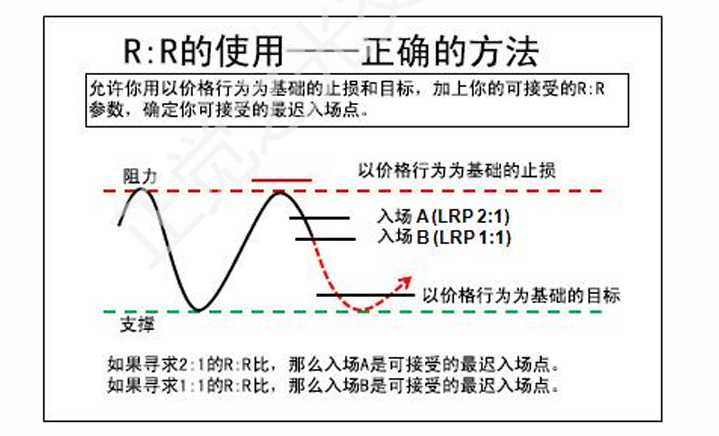 R:R的使用——正确的方法
允许你用以价格行为为基础的止损和目标，加上你的可接受的R:R
参数，确定你可接受的最迟入场点。
阻力
以价格行为为基础的止损
入场 A (LRP 2:1)
入场 B (LRP 1:1)
以价格行为为基础的目标
支撑
如果寻求2:1的R:R比，那么入场A是可接受的最迟入场点。
如果寻求1:1的R:R比，那么入场B是可接受的最迟入场点。